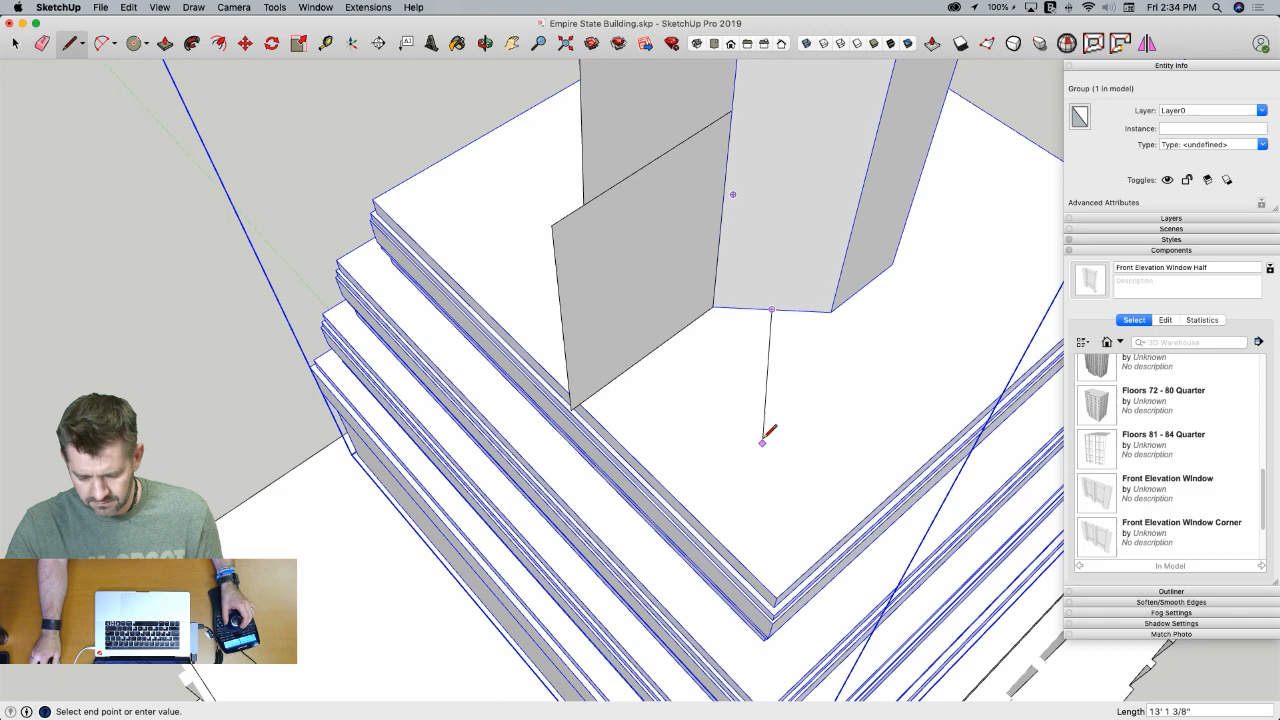 SketchUp File Edit View Draw Camera Tools Window Extensions Help
100% Fri 2:34 PM
Empire State Building.skp - SketchUp Pro 2019
Entity Info
Group (1 in model)
Layer: Layer0
Instance:
Type: Type: <undefined>
Toggles:
Advanced Attributes
Layers
Scenes
Styles
Components
Front Elevation Window Half
Description
Select Edit Statistics
3D Warehouse
by Unknown
No description
Floors 72 - 80 Quarter
by Unknown
No description
Floors 81 - 84 Quarter
by Unknown
No description
Front Elevation Window
by Unknown
No description
Front Elevation Window Corner
by Unknown
No description
In Model
Outliner
Soften/Smooth Edges
Fog Settings
Shadow Settings
Match Photo
Select end point or enter value.
Length 13' 1 3/8"